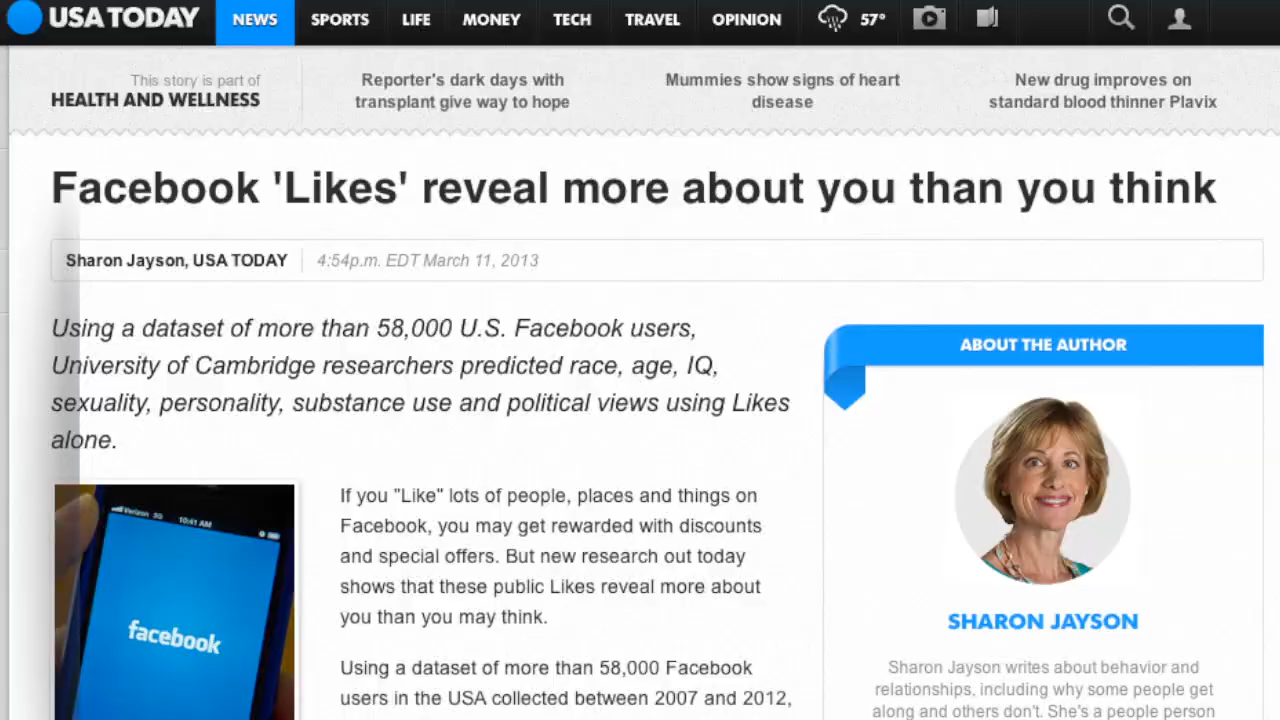 USA TODAY
NEWS
SPORTS
LIFE
MONEY
TECH
TRAVEL
OPINION
57°
This story is part of
HEALTH AND WELLNESS
Reporter's dark days with
transplant give way to hope
Mummies show signs of heart
disease
New drug improves on
standard blood thinner Plavix
Facebook 'Likes' reveal more about you than you think
Sharon Jayson, USA TODAY
4:54p.m. EDT March 11, 2013
Using a dataset of more than 58,000 U.S. Facebook users,
University of Cambridge researchers predicted race, age, IQ,
sexuality, personality, substance use and political views using Likes
alone.
Verizon 3G
10:41 AM
facebook
If you "Like" lots of people, places and things on
Facebook, you may get rewarded with discounts
and special offers. But new research out today
shows that these public Likes reveal more about
you than you may think.
Using a dataset of more than 58,000 Facebook
users in the USA collected between 2007 and 2012,
ABOUT THE AUTHOR
SHARON JAYSON
Sharon Jayson writes about behavior and
relationships, including why some people get
along and others don't. She's a people person